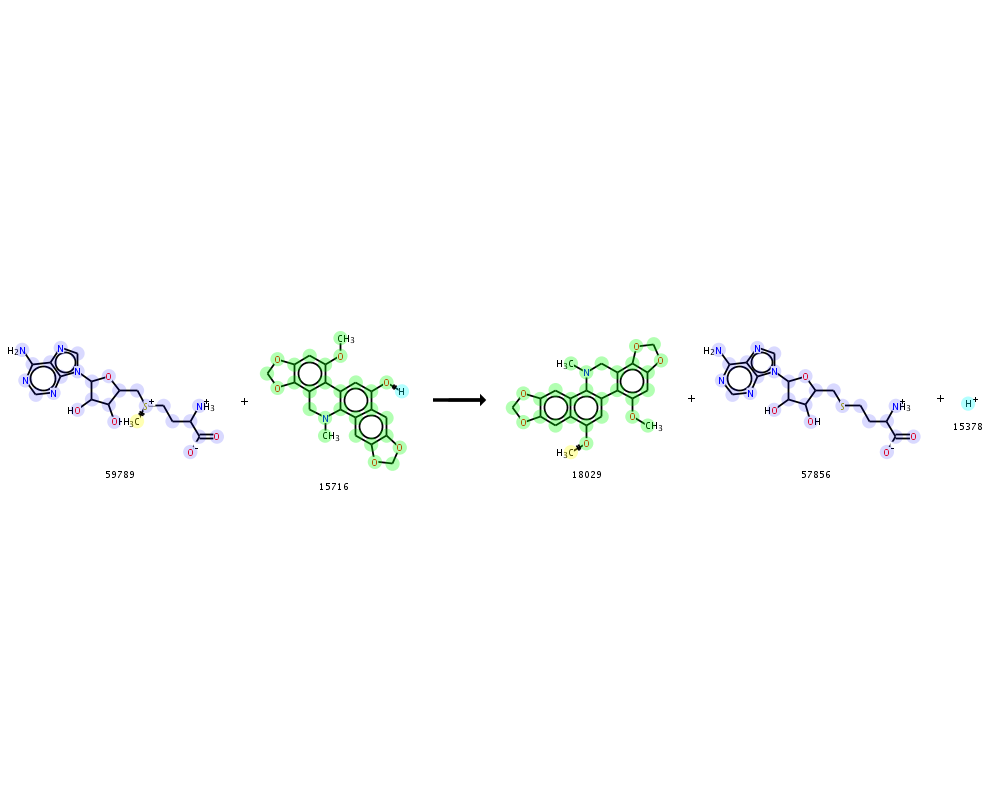 H₂N N N N N O HO OH H₃C S⁺ NH₃⁺ O O⁻
59789
+
O O O CH₃ N CH₃ O H O O
15716
H₃C N O O O O O CH₃ O H₃C
18029
+
H₂N N N N N O HO OH S NH₃⁺ O O⁻
57856
+
H⁺
15378